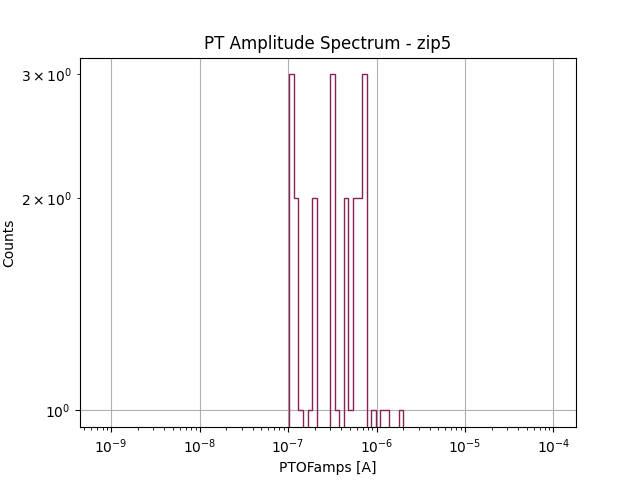 PT Amplitude Spectrum - zip5
Counts
3 × 10⁰
2 × 10⁰
10⁰
10⁻⁹ 10⁻⁸ 10⁻⁷ 10⁻⁶ 10⁻⁵ 10⁻⁴
PTOFamps [A]